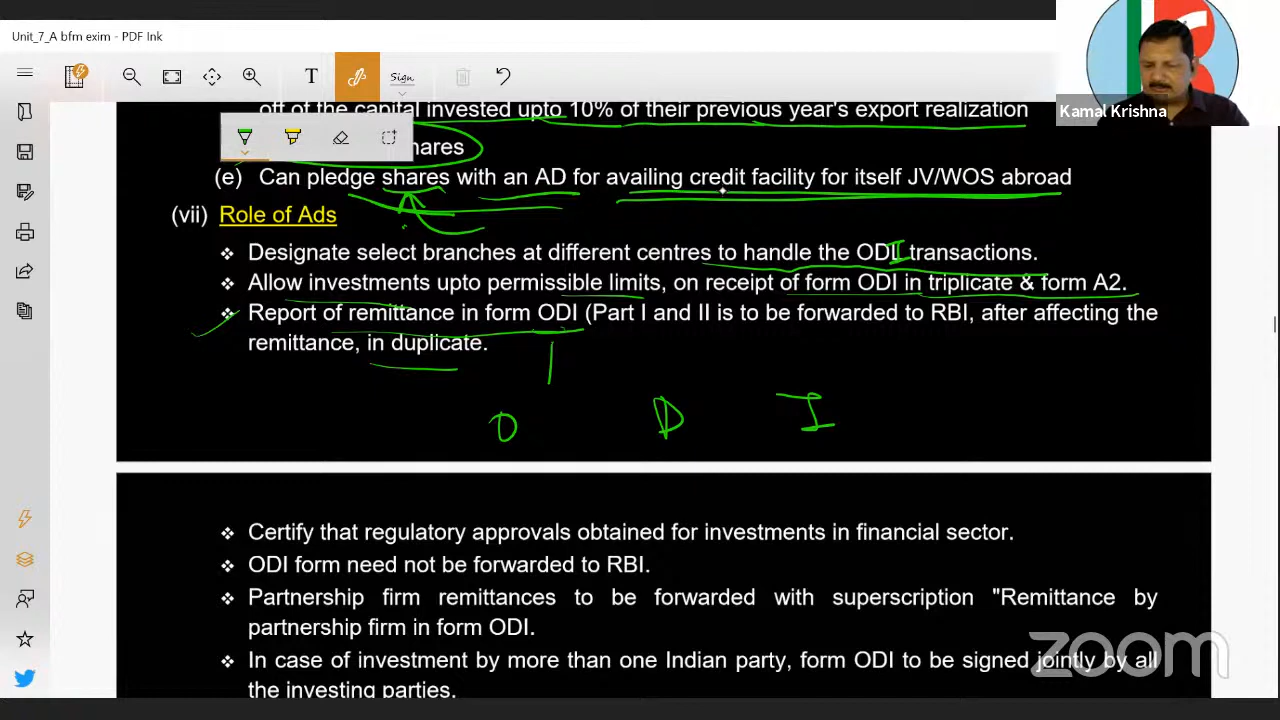 Unit_7_A bfm exim - PDF Ink
T
Sign
Kamal Krishna
off of the capital invested upto 10% of their previous year's export realization
hares
(e) Can pledge shares with an AD for availing credit facility for itself JV/WOS abroad
(vii) Role of Ads
❖ Designate select branches at different centres to handle the ODI transactions.
❖ Allow investments upto permissible limits, on receipt of form ODI in triplicate & form A2.
❖ Report of remittance in form ODI (Part I and II is to be forwarded to RBI, after affecting the
remittance, in duplicate.
O D I
❖ Certify that regulatory approvals obtained for investments in financial sector.
❖ ODI form need not be forwarded to RBI.
❖ Partnership firm remittances to be forwarded with superscription "Remittance by
partnership firm in form ODI.
❖ In case of investment by more than one Indian party, form ODI to be signed jointly by all
the investing parties.
zoom